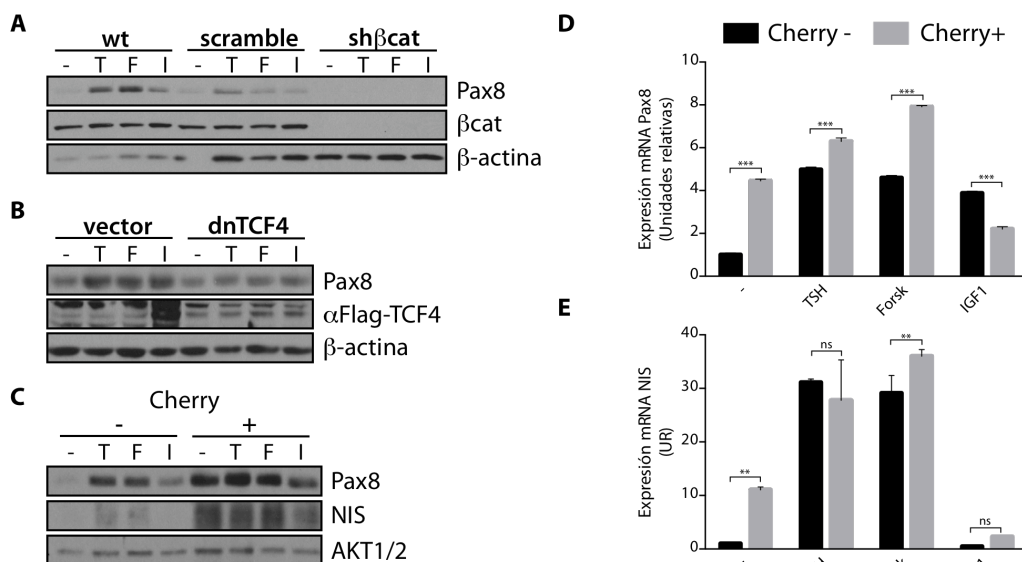 A
wt scramble shβcat
- T F I - T F I - T F I
Pax8
βcat
β-actina
B
vector dnTCF4
- T F I - T F I
Pax8
αFlag-TCF4
β-actina
C
Cherry
- +
- T F I - T F I
Pax8
NIS
AKT1/2
D
Cherry - Cherry+
Expresión mRNA Pax8
(Unidades relativas)
10
8
6
4
2
0
*** *** *** ***
- TSH Forsk IGF1
E
Expresión mRNA NIS
(UR)
40
30
20
10
0
** ns ** ns